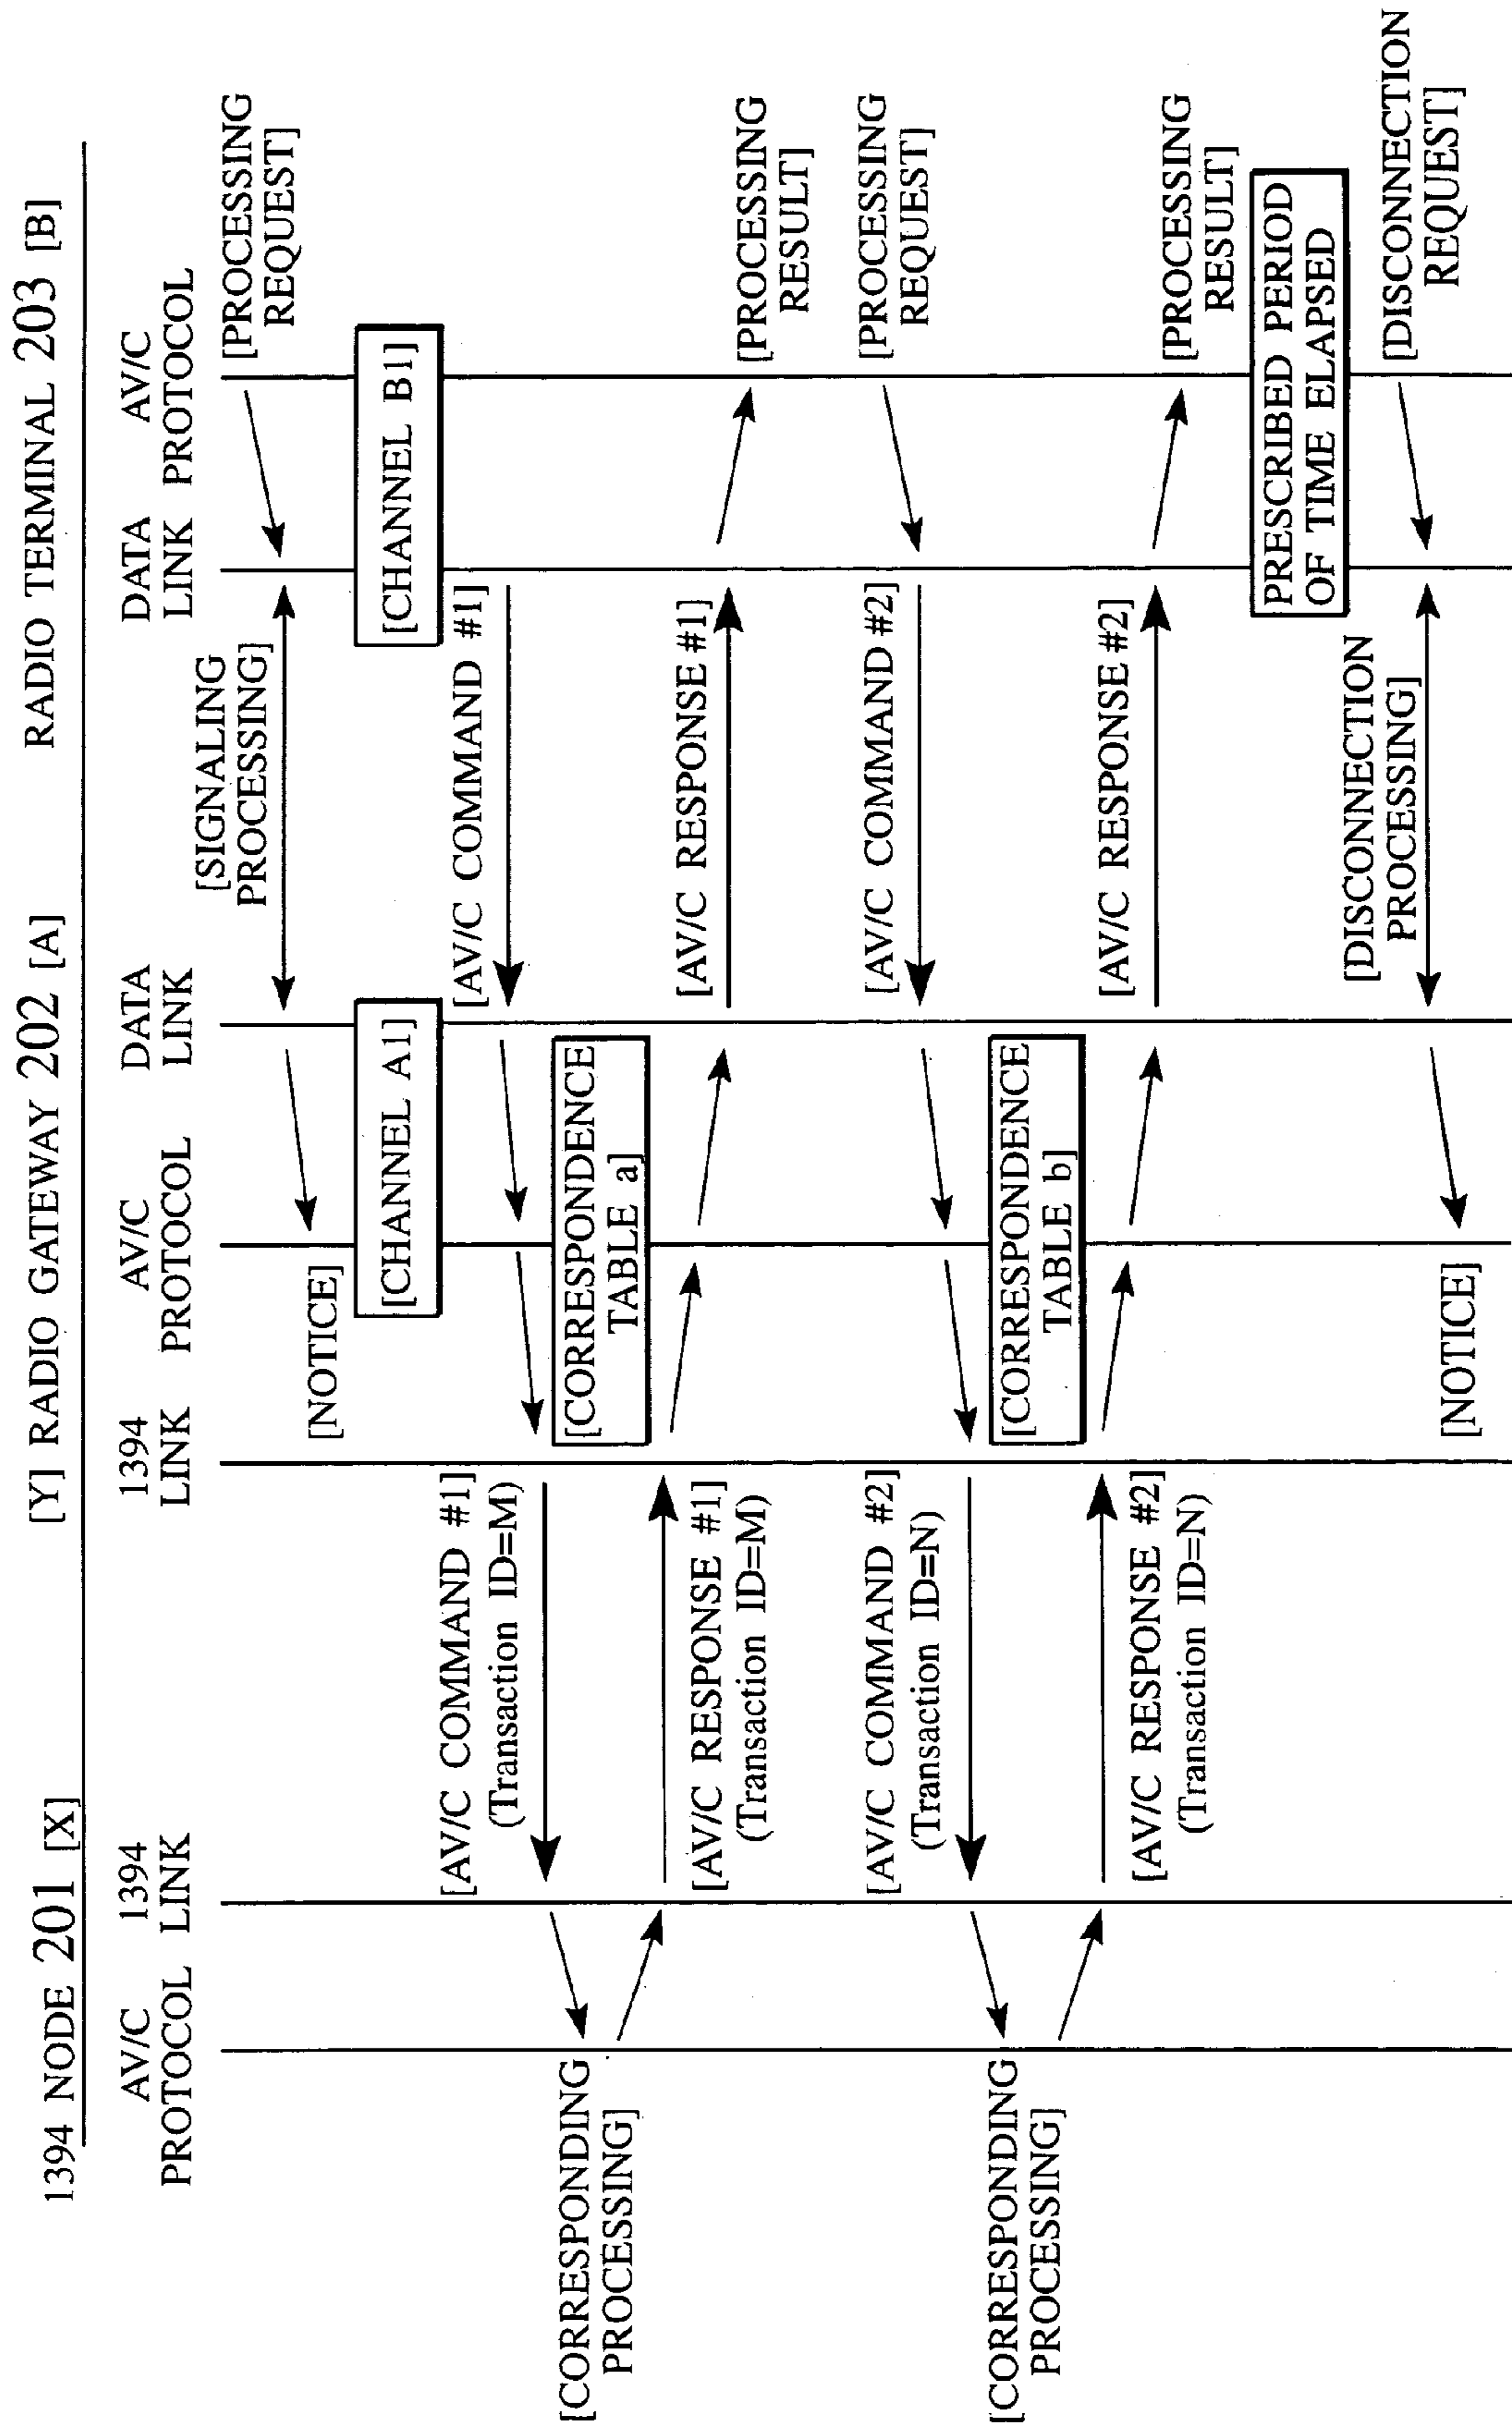 1394 NODE 201 [X]
[Y] RADIO GATEWAY 202 [A]
RADIO TERMINAL 203 [B]
AV/C
PROTOCOL
1394
LINK
1394
LINK
AV/C
PROTOCOL
DATA
LINK
DATA
LINK
AV/C
PROTOCOL
[PROCESSING
REQUEST]
[SIGNALING
PROCESSING]
[NOTICE]
[CHANNEL A1]
[CHANNEL B1]
[AV/C COMMAND #1]
[AV/C COMMAND #1]
(Transaction ID=M)
[CORRESPONDENCE
TABLE a]
[CORRESPONDING
PROCESSING]
[AV/C RESPONSE #1]
(Transaction ID=M)
[AV/C RESPONSE #1]
[PROCESSING
RESULT]
[PROCESSING
REQUEST]
[AV/C COMMAND #2]
[AV/C COMMAND #2]
(Transaction ID=N)
[CORRESPONDENCE
TABLE b]
[CORRESPONDING
PROCESSING]
[AV/C RESPONSE #2]
(Transaction ID=N)
[AV/C RESPONSE #2]
[PROCESSING
RESULT]
PRESCRIBED PERIOD
OF TIME ELAPSED
[DISCONNECTION
REQUEST]
[DISCONNECTION
PROCESSING]
[NOTICE]